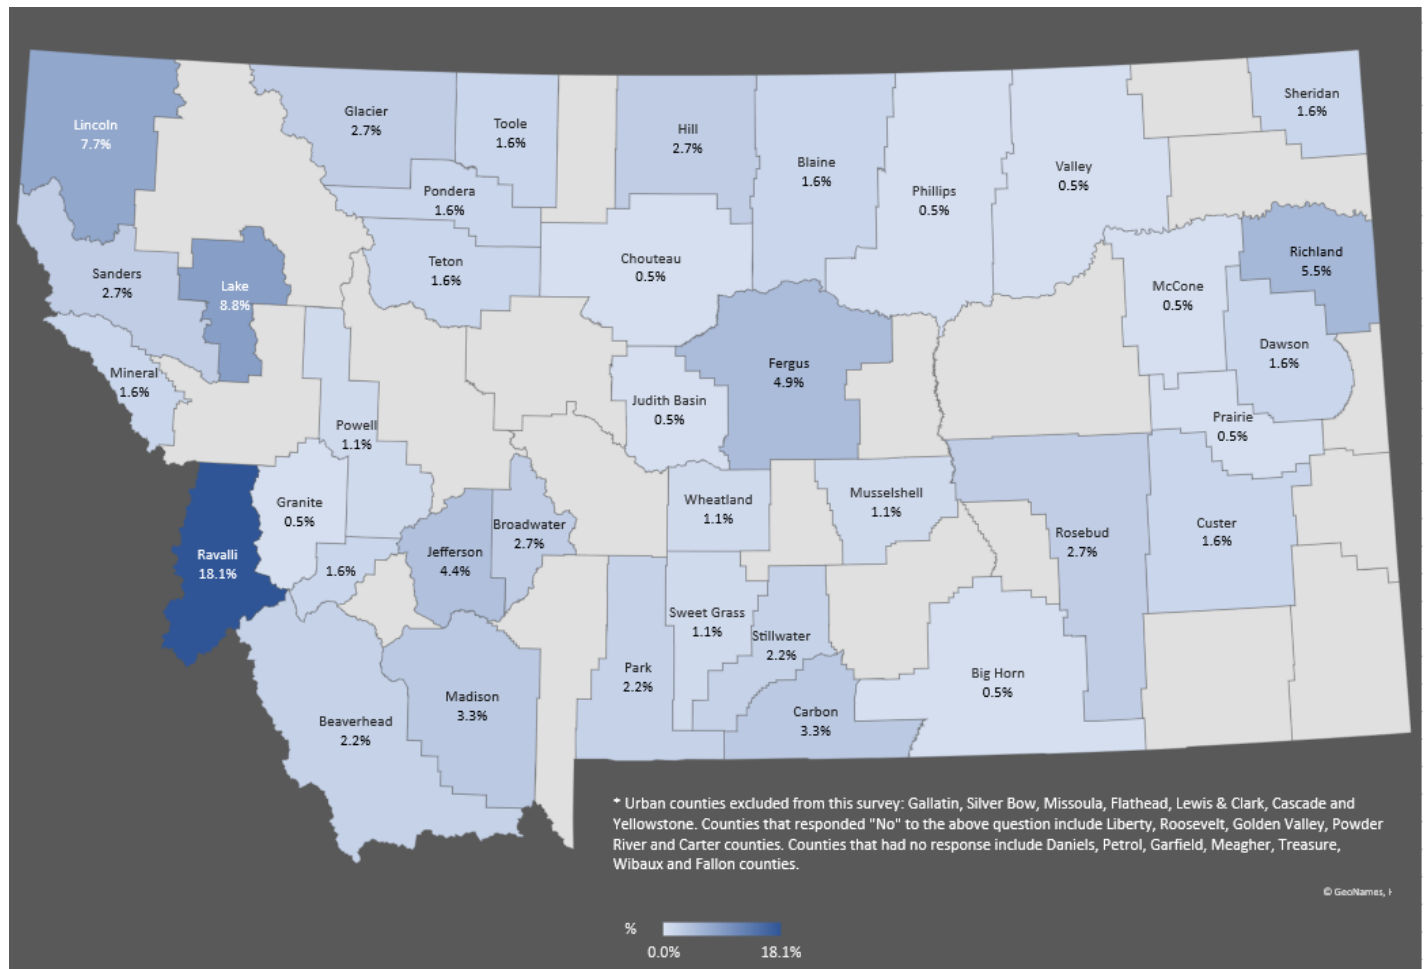 Lincoln
7.7%
Glacier
2.7%
Toole
1.6%
Hill
2.7%
Blaine
1.6%
Phillips
0.5%
Valley
0.5%
Sheridan
1.6%
Pondera
1.6%
Teton
1.6%
Chouteau
0.5%
Sanders
2.7%
Lake
8.8%
McCone
0.5%
Richland
5.5%
Dawson
1.6%
Mineral
1.6%
Fergus
4.9%
Judith Basin
0.5%
Powell
1.1%
Prairie
0.5%
Granite
0.5%
Wheatland
1.1%
Musselshell
1.1%
Ravalli
18.1%
1.6%
Jefferson
4.4%
Broadwater
2.7%
Rosebud
2.7%
Custer
1.6%
Sweet Grass
1.1%
Stillwater
2.2%
Park
2.2%
Big Horn
0.5%
Beaverhead
2.2%
Madison
3.3%
Carbon
3.3%
* Urban counties excluded from this survey: Gallatin, Silver Bow, Missoula, Flathead, Lewis & Clark, Cascade and
Yellowstone. Counties that responded "No" to the above question include Liberty, Roosevelt, Golden Valley, Powder
River and Carter counties. Counties that had no response include Daniels, Petrol, Garfield, Meagher, Treasure,
Wibaux and Fallon counties.
© GeoNames,
%
0.0% 18.1%